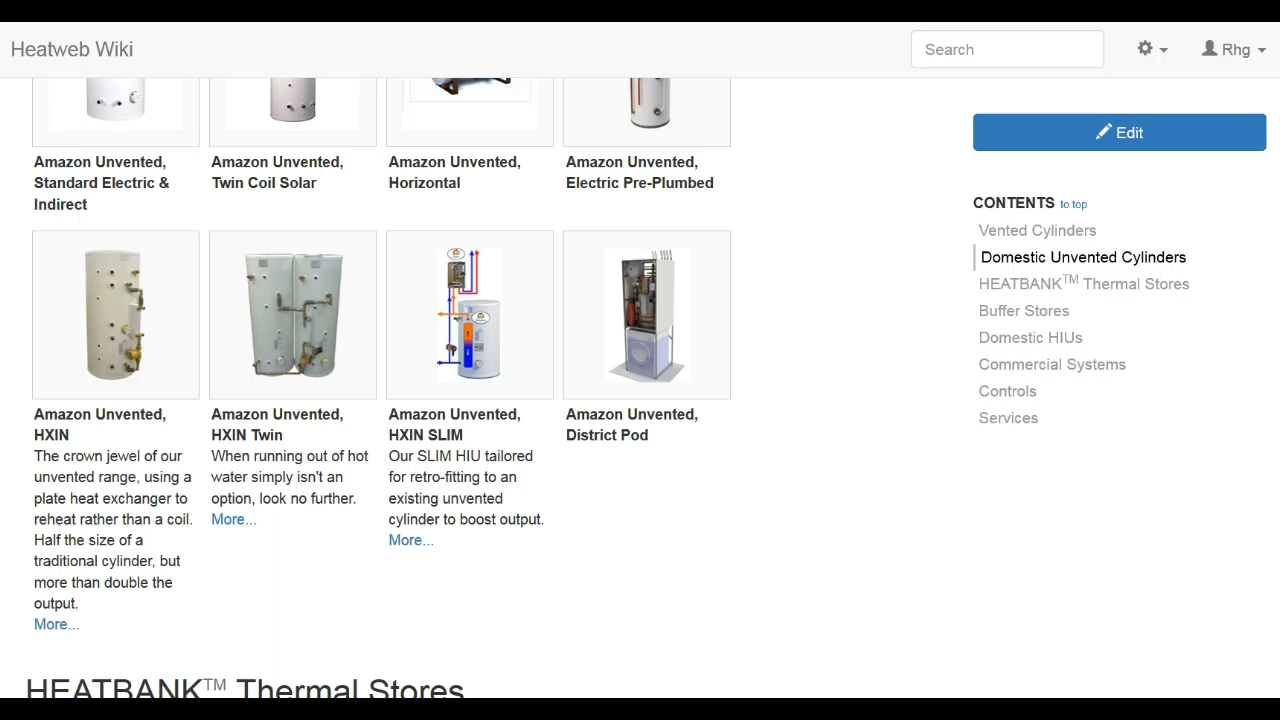 Heatweb Wiki
Search
Rhg
Edit
CONTENTS to top
Vented Cylinders
Domestic Unvented Cylinders
HEATBANK™ Thermal Stores
Buffer Stores
Domestic HIUs
Commercial Systems
Controls
Services
Amazon Unvented,
Standard Electric &
Indirect
Amazon Unvented,
Twin Coil Solar
Amazon Unvented,
Horizontal
Amazon Unvented,
Electric Pre-Plumbed
Amazon Unvented,
HXIN
The crown jewel of our
unvented range, using a
plate heat exchanger to
reheat rather than a coil.
Half the size of a
traditional cylinder, but
more than double the
output.
More...
Amazon Unvented,
HXIN Twin
When running out of hot
water simply isn't an
option, look no further.
More...
Amazon Unvented,
HXIN SLIM
Our SLIM HIU tailored
for retro-fitting to an
existing unvented
cylinder to boost output.
More...
Amazon Unvented,
District Pod
HEATBANK™ Thermal Stores